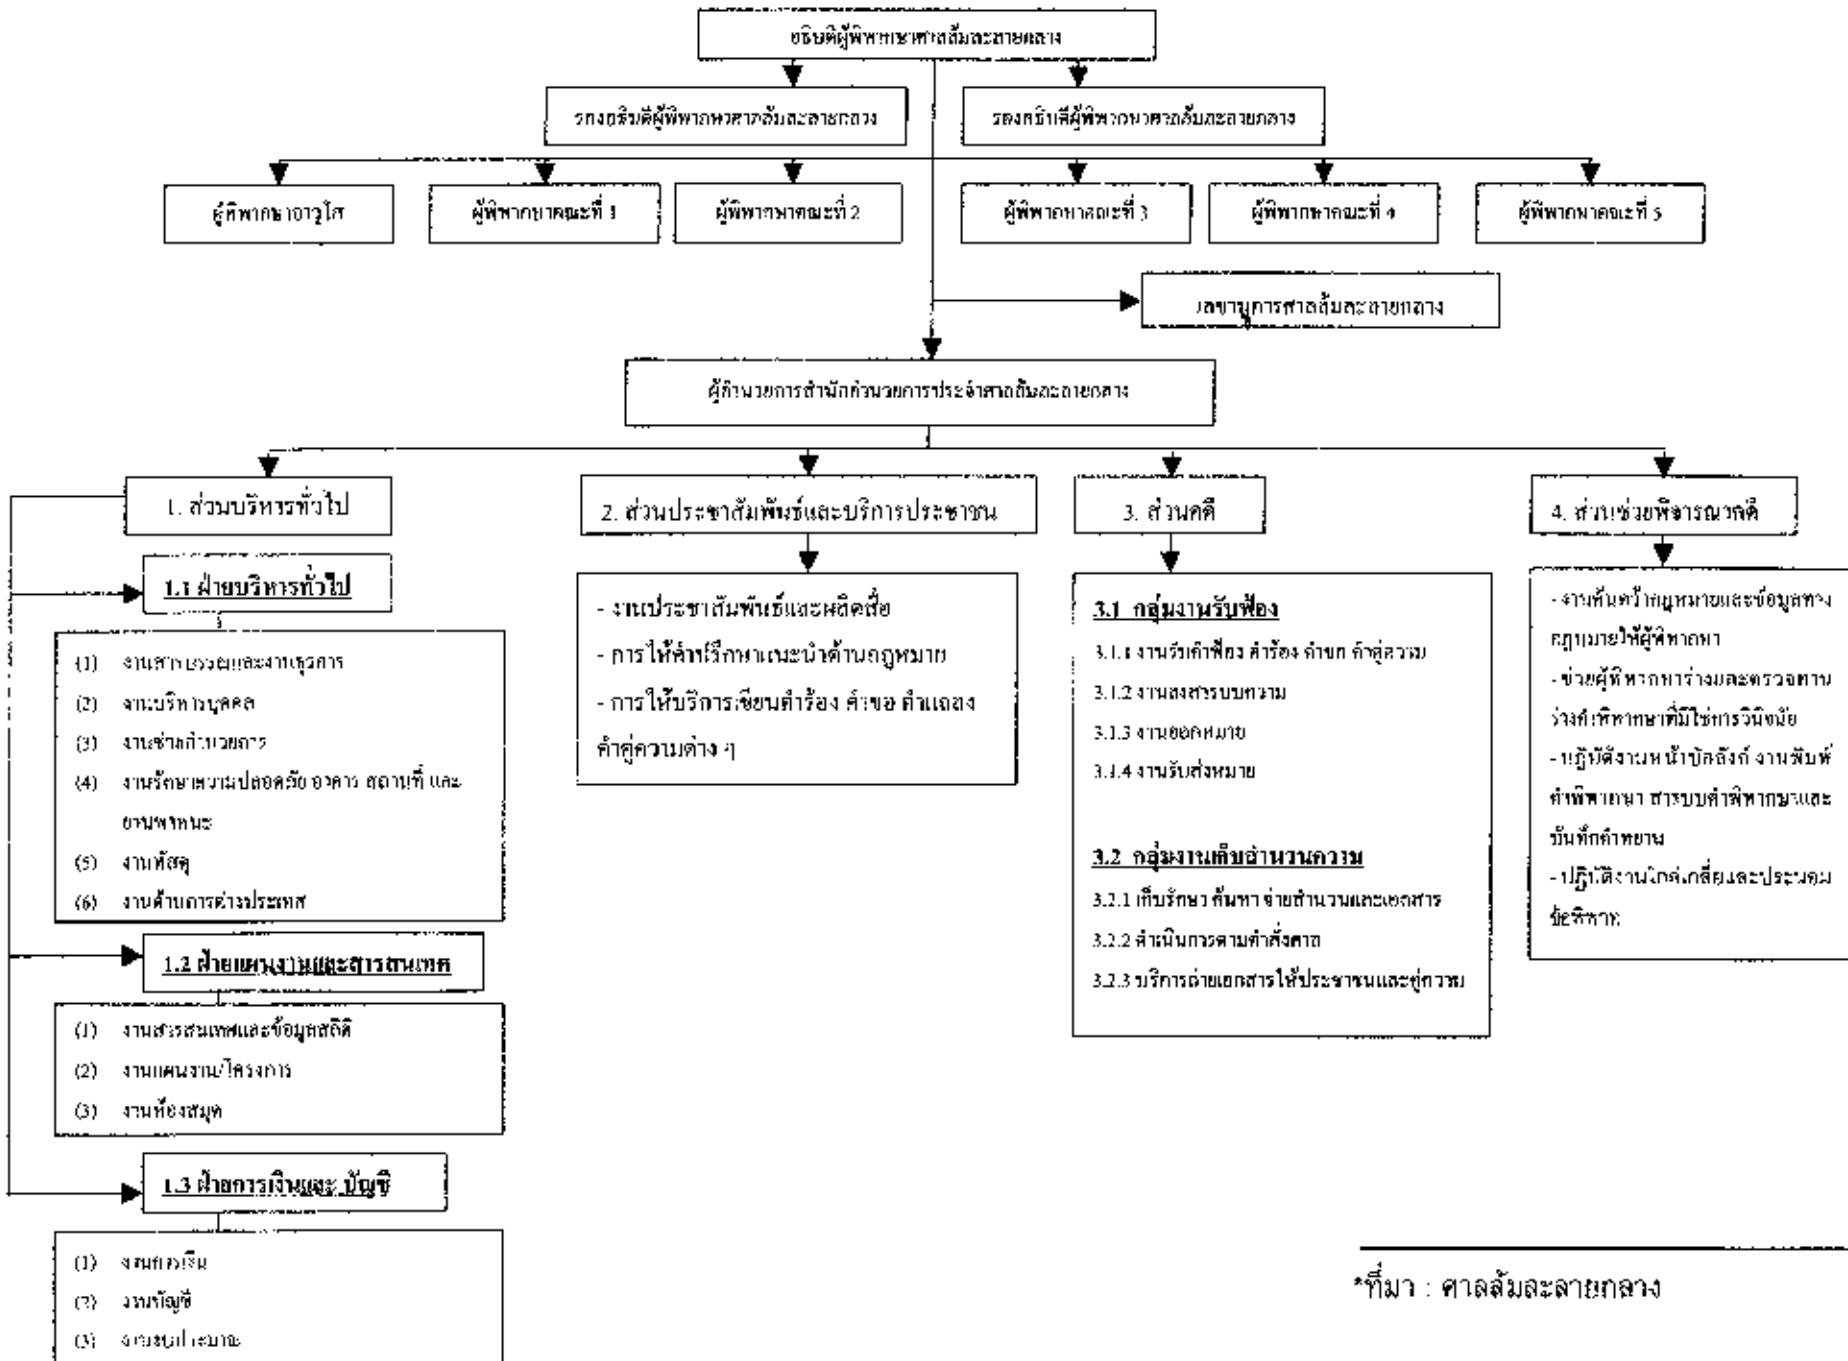 อธิบดีผู้พิพากษาศาลล้มละลายกลาง
รองอธิบดีผู้พิพากษาศาลล้มละลายกลาง
รองอธิบดีผู้พิพากษาศาลล้มละลายกลาง
ผู้พิพากษาอาวุโส
ผู้พิพากษาคณะที่ 1
ผู้พิพากษาคณะที่ 2
ผู้พิพากษาคณะที่ 3
ผู้พิพากษาคณะที่ 4
ผู้พิพากษาคณะที่ 5
เลขานุการศาลล้มละลายกลาง
ผู้อำนวยการสำนักอำนวยการประจำศาลล้มละลายกลาง
1. ส่วนบริหารทั่วไป
1.1 ฝ่ายบริหารทั่วไป
(1) งานสารบรรณและงานธุรการ
(2) งานบริหารบุคคล
(3) งานช่วยอำนวยการ
(4) งานรักษาความปลอดภัย อาคาร สถานที่ และ
ยานพาหนะ
(5) งานพัสดุ
(6) งานด้านการต่างประเทศ
1.2 ฝ่ายแผนงานและสารสนเทศ
(1) งานสารสนเทศและข้อมูลสถิติ
(2) งานแผนงาน/โครงการ
(3) งานห้องสมุด
1.3 ฝ่ายการเงินและ บัญชี
(1) งานการเงิน
(2) งานบัญชี
(3) งานงบประมาณ
2. ส่วนประชาสัมพันธ์และบริการประชาชน
- งานประชาสัมพันธ์และผลิตสื่อ
- การให้คำปรึกษาแนะนำด้านกฎหมาย
- การให้บริการเขียนคำร้อง คำขอ คำแถลง
คำคู่ความต่าง ๆ
3. ส่วนคดี
3.1 กลุ่มงานรับฟ้อง
3.1.1 งานรับคำฟ้อง คำร้อง คำขอ คำคู่ความ
3.1.2 งานลงสารบบความ
3.1.3 งานออกหมาย
3.1.4 งานรับส่งหมาย
3.2 กลุ่มงานเก็บสำนวนความ
3.2.1 เก็บรักษา ค้นหา จ่ายสำนวนและเอกสาร
3.2.2 ดำเนินการตามคำสั่งศาล
3.2.3 บริการถ่ายเอกสารให้ประชาชนและคู่ความ
4. ส่วนช่วยพิจารณาคดี
- งานค้นคว้ากฎหมายและข้อมูลทาง
กฎหมายให้ผู้พิพากษา
- ช่วยผู้พิพากษาร่างและตรวจทาน
ร่างคำพิพากษาที่มิใช่การวินิจฉัย
- ปฏิบัติงานหน้าบัลลังก์ งานพิมพ์
คำพิพากษา สารบบคำพิพากษาและ
บันทึกคำพยาน
- ปฏิบัติงานไกล่เกลี่ยและประนอม
ข้อพิพาท
*ที่มา : ศาลล้มละลายกลาง